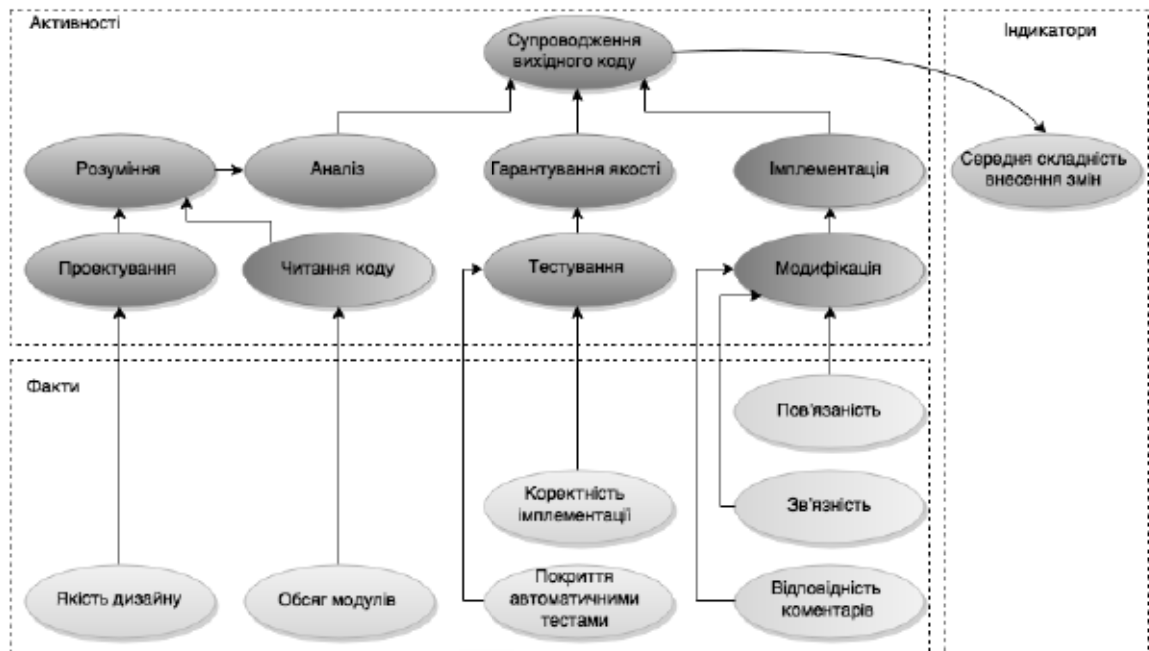 Активності
Індикатори
Супроводження
вихідного коду
Розуміння
Аналіз
Гарантування якості
Імплементація
Середня складність
внесення змін
Проектування
Читання коду
Тестування
Модифікація
Факти
Пов'язаність
Коректність
імплементації
Зв'язність
Якість дизайну
Обсяг модулів
Покриття
автоматичними
тестами
Відповідність
коментарів